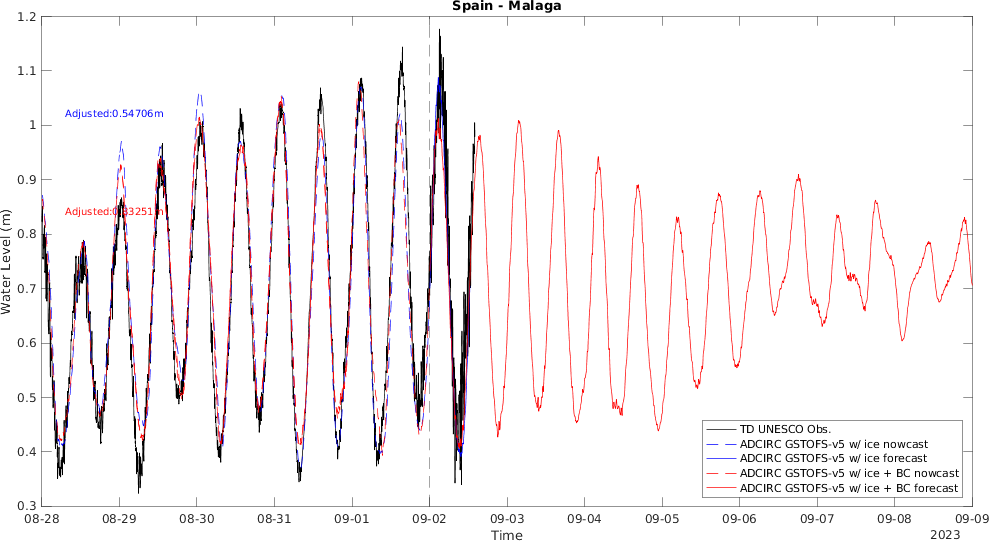 Spain - Malaga
1.2
1.1
1
0.9
0.8
0.7
0.6
0.5
0.4
0.3
Water Level (m)
Adjusted:0.54706m
Adjusted:0.33251m
TD UNESCO Obs.
ADCIRC GSTOFS-v5 w/ ice nowcast
ADCIRC GSTOFS-v5 w/ ice forecast
ADCIRC GSTOFS-v5 w/ ice + BC nowcast
ADCIRC GSTOFS-v5 w/ ice + BC forecast
08-28 08-29 08-30 08-31 09-01 09-02 09-03 09-04 09-05 09-06 09-07 09-08 09-09
Time
2023